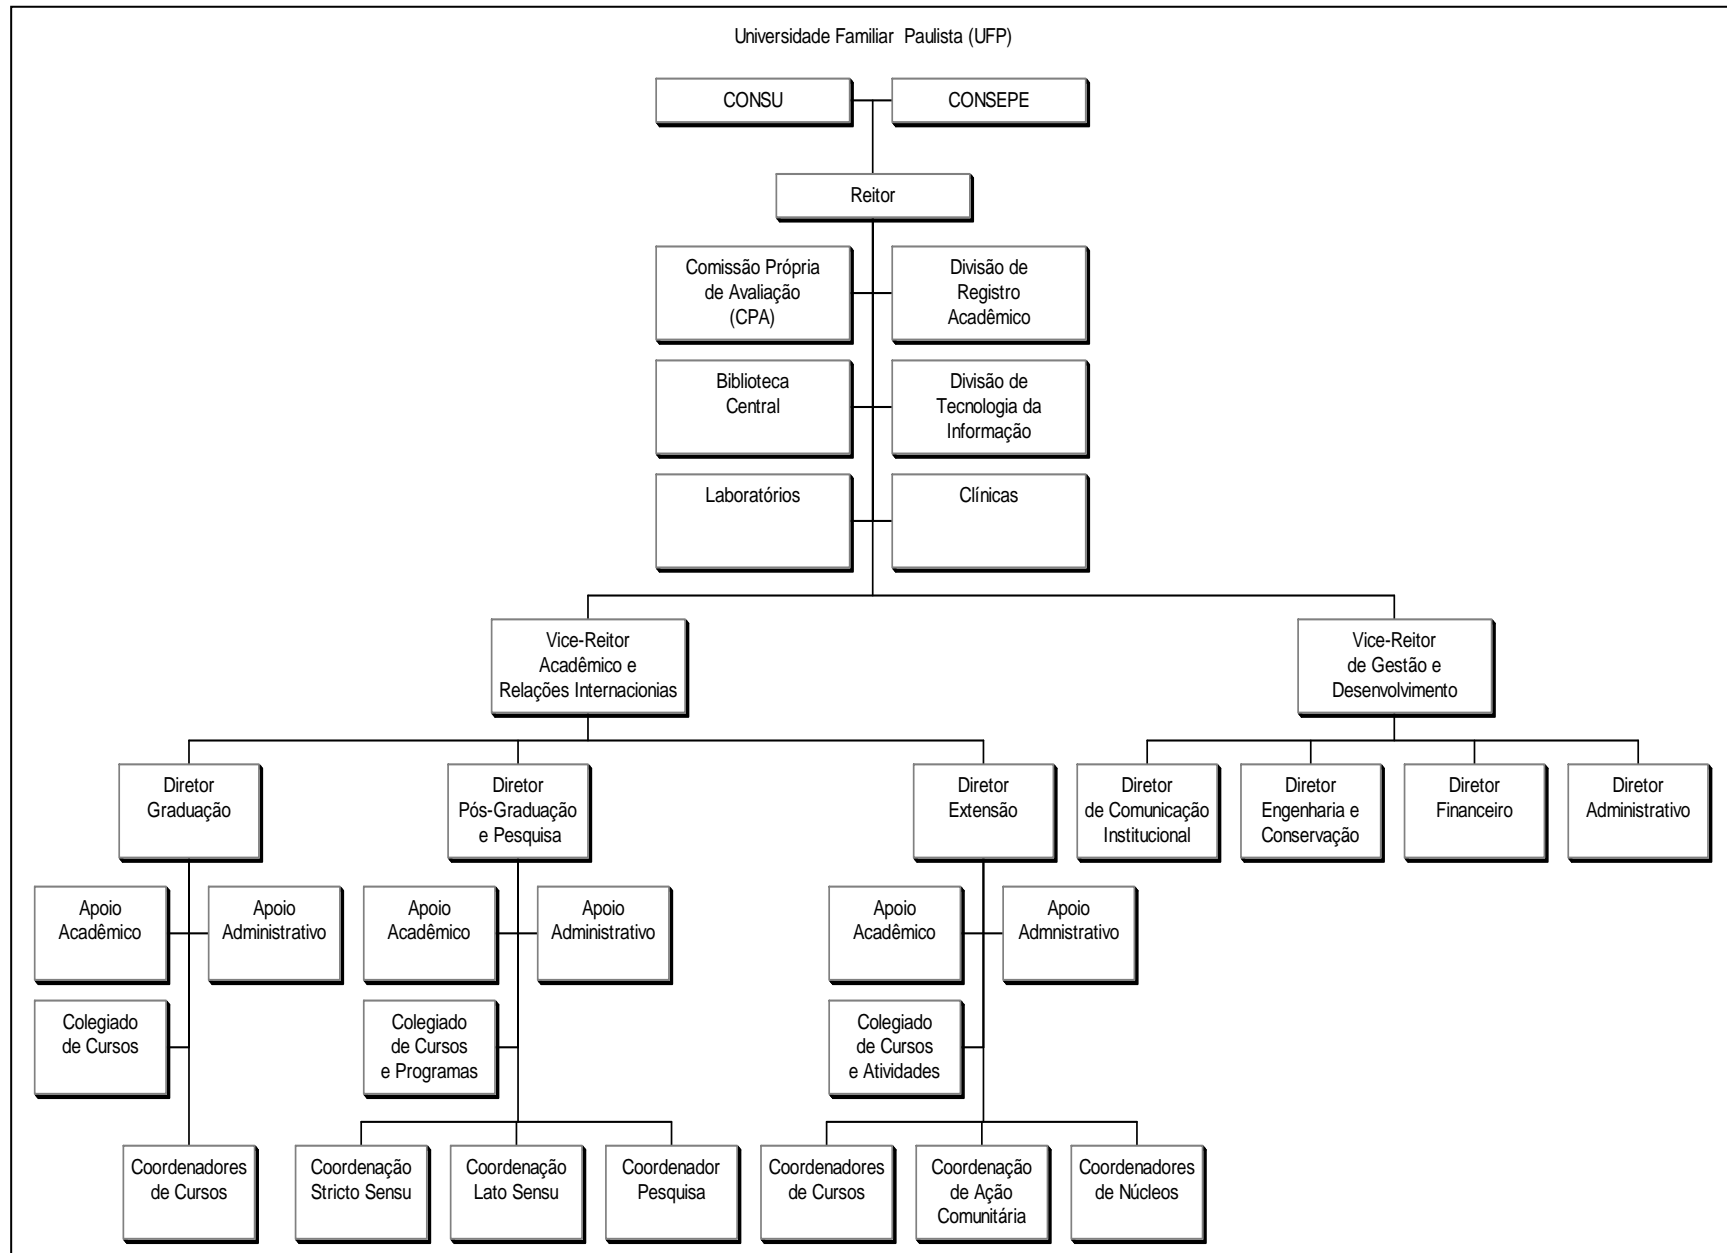 Universidade Familiar Paulista (UFP)
CONSU
CONSEPE
Reitor
Comissão Própria
de Avaliação
(CPA)
Divisão de
Registro
Acadêmico
Biblioteca
Central
Divisão de
Tecnologia da
Informação
Laboratórios
Clínicas
Vice-Reitor
Acadêmico e
Relações Internacionias
Vice-Reitor
de Gestão e
Desenvolvimento
Diretor
Graduação
Diretor
Pós-Graduação
e Pesquisa
Diretor
Extensão
Diretor
de Comunicação
Institucional
Diretor
Engenharia e
Conservação
Diretor
Financeiro
Diretor
Administrativo
Apoio
Acadêmico
Apoio
Administrativo
Apoio
Acadêmico
Apoio
Administrativo
Apoio
Acadêmico
Apoio
Admnistrativo
Colegiado
de Cursos
Colegiado
de Cursos
e Programas
Colegiado
de Cursos
e Atividades
Coordenadores
de Cursos
Coordenação
Stricto Sensu
Coordenação
Lato Sensu
Coordenador
Pesquisa
Coordenadores
de Cursos
Coordenação
de Ação
Comunitária
Coordenadores
de Núcleos